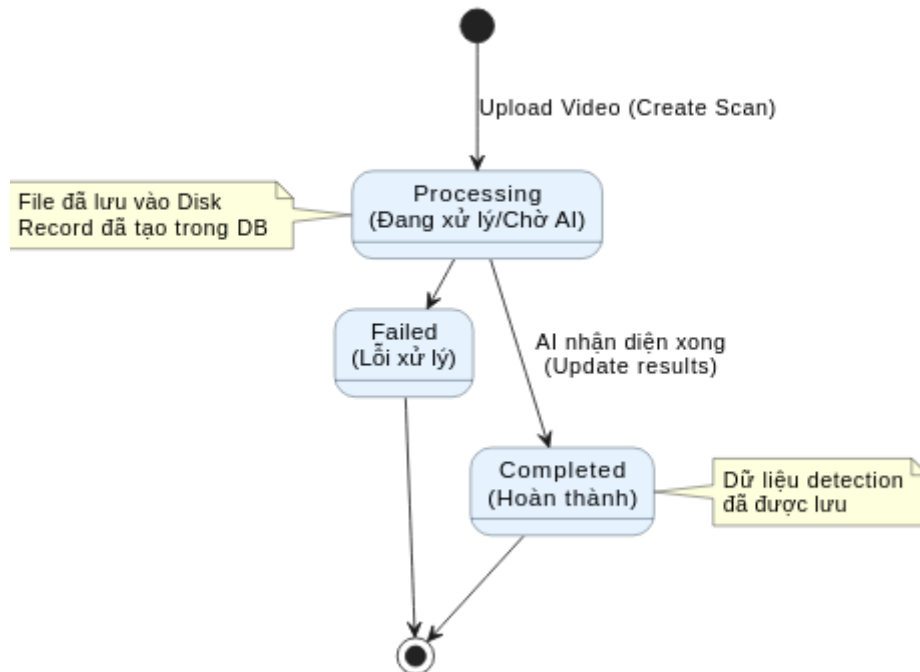 Upload Video (Create Scan)
File đã lưu vào Disk
Record đã tạo trong DB
Processing
(Đang xử lý/Chờ AI)
Failed
(Lỗi xử lý)
AI nhận diện xong
(Update results)
Completed
(Hoàn thành)
Dữ liệu detection
đã được lưu